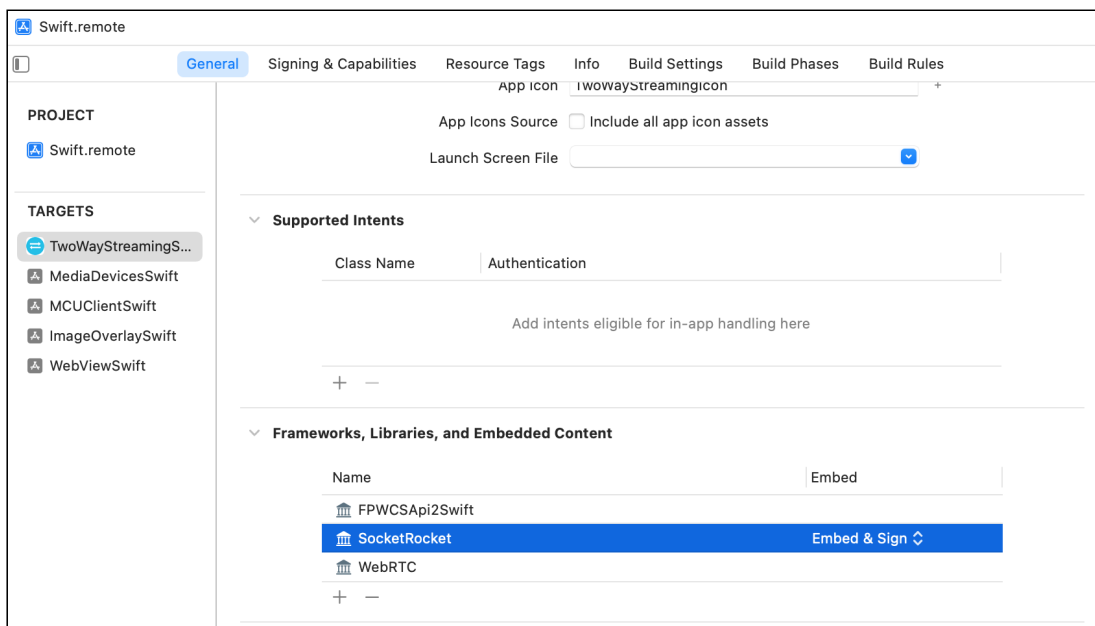 Swift.remote
General Signing & Capabilities Resource Tags Info Build Settings Build Phases Build Rules
PROJECT
Swift.remote
TARGETS
TwoWayStreamingS...
MediaDevicesSwift
MCUClientSwift
ImageOverlaySwift
WebViewSwift
App Icon TwoWayStreamingIcon
App Icons Source Include all app icon assets
Launch Screen File
Supported Intents
Class Name Authentication
Add intents eligible for in-app handling here
Frameworks, Libraries, and Embedded Content
Name Embed
FPWCSApi2Swift
SocketRocket Embed & Sign
WebRTC